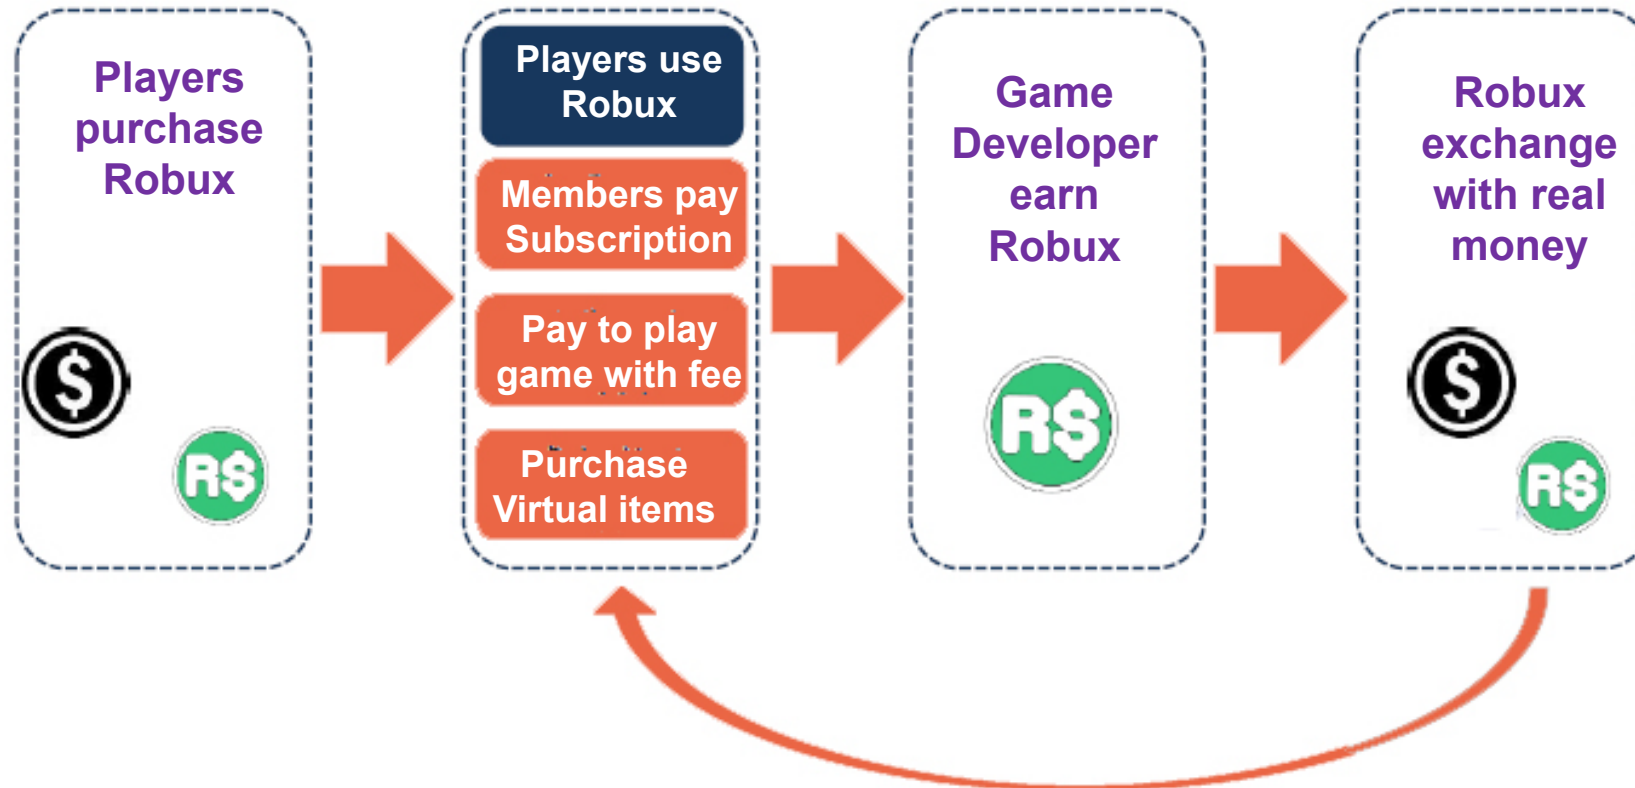 Players
purchase
Robux
$
R$
Players use
Robux
Members pay
Subscription
Pay to play
game with fee
Purchase
Virtual items
Game
Developer
earn
Robux
R$
Robux
exchange
with real
money
$
R$